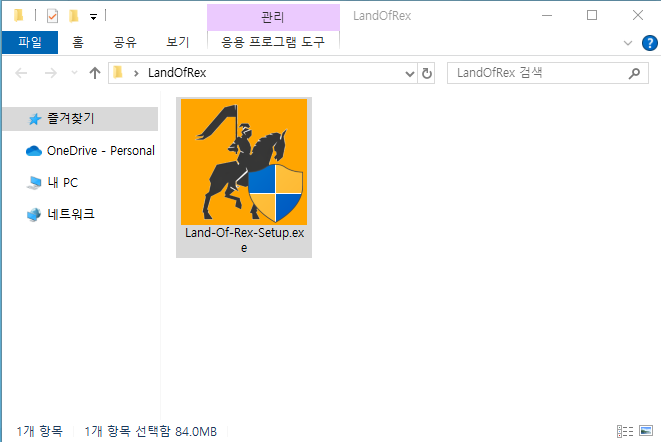 관리
LandOfRex
파일
홈
공유
보기
응용 프로그램 도구
?
LandOfRex
LandOfRex 검색
즐겨찾기
OneDrive - Personal
내 PC
네트워크
Land-Of-Rex-Setup.ex
e
1개 항목
1개 항목 선택함 84.0MB